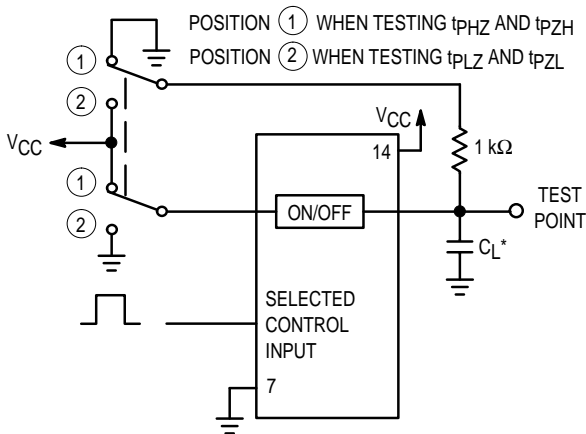 POSITION 1 WHEN TESTING tPHZ AND tPZH
POSITION 2 WHEN TESTING tPLZ AND tPZL
1
2
VCC
1
2
VCC
14
1 kΩ
TEST
POINT
ON/OFF
CL*
SELECTED
CONTROL
INPUT
7